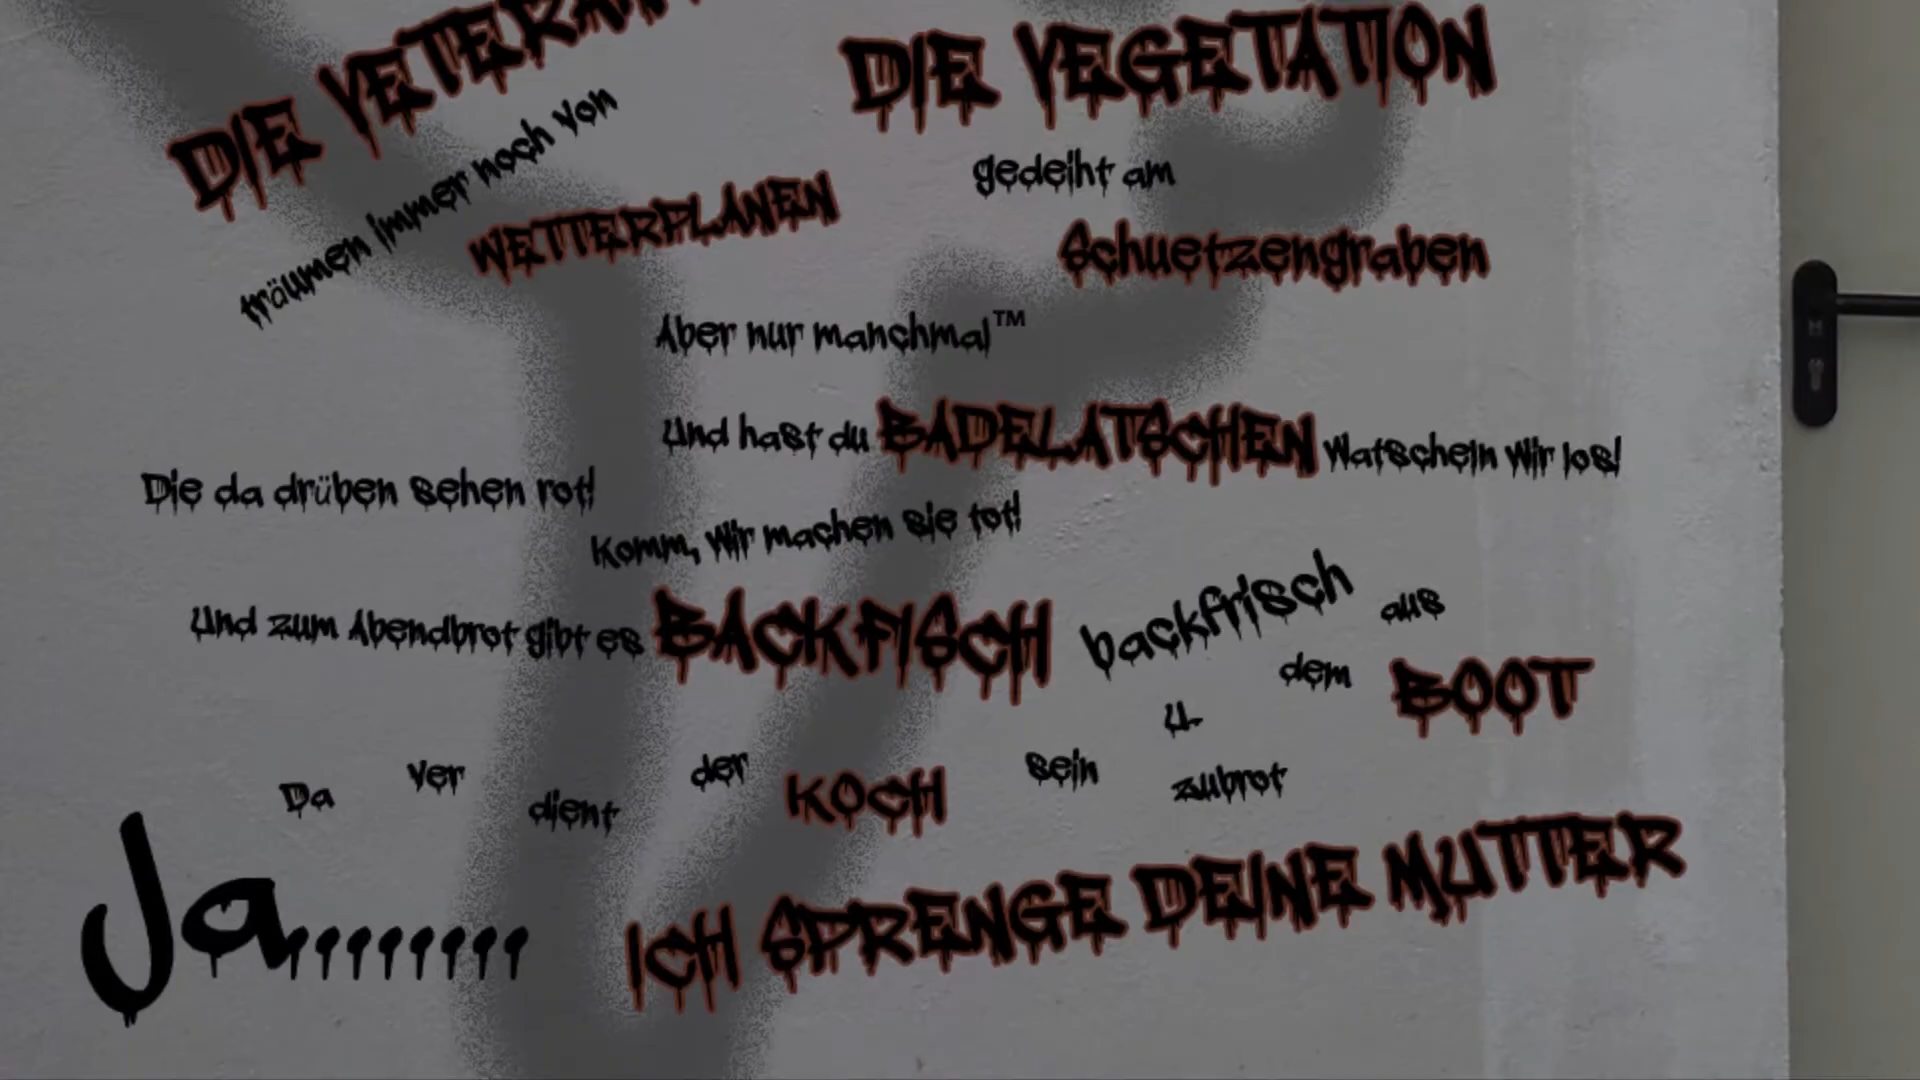 DIE VETERAN
träumen immer noch von
WETTERPLANEN
DIE VEGETATION
gedeiht am
Schuetzengraben
Aber nur manchmal™
Und hast du BADELATSCHEN Watscheln wir los!
Die da drüben sehen rot!
Komm, wir machen sie tot!
Und zum Abendbrot gibt es BACKFISCH backfrisch aus dem BOOT
Da ver dient der KOCH sein u. zubrot
Ja,,,,,,,, ICH SPRENGE DEINE MUTTER